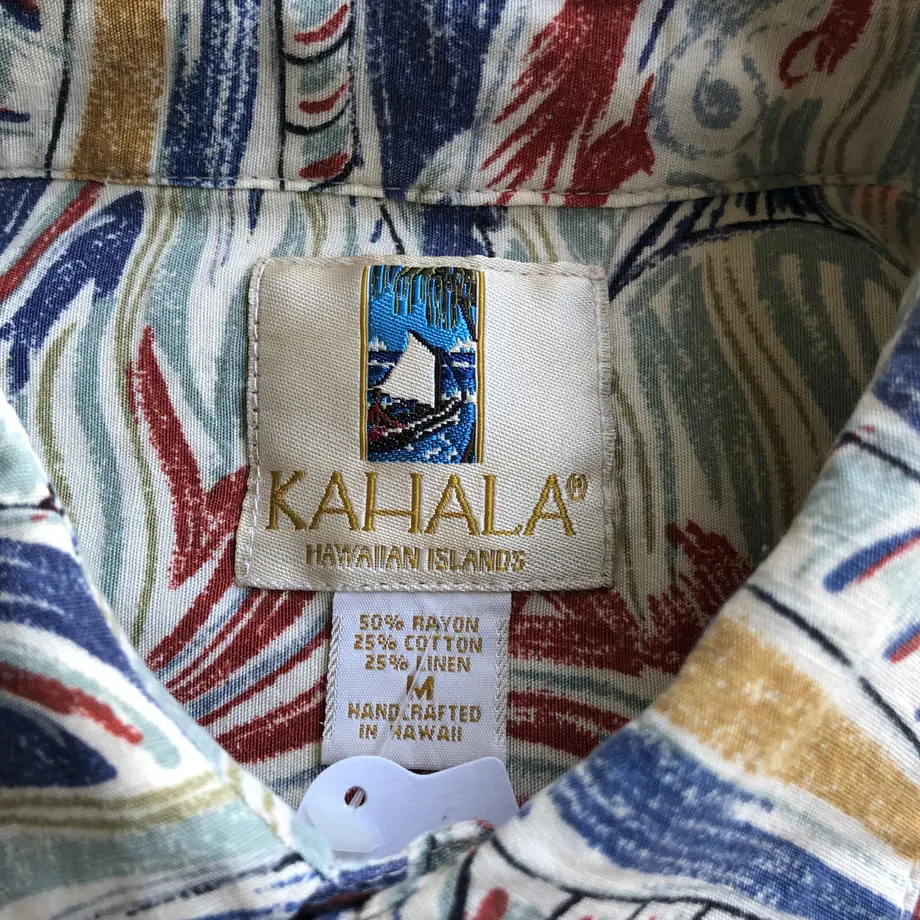 KAHALA®
HAWAIIAN ISLANDS
50% RAYON
25% COTTON
25% LINEN
M
HANDCRAFTED
IN HAWAII